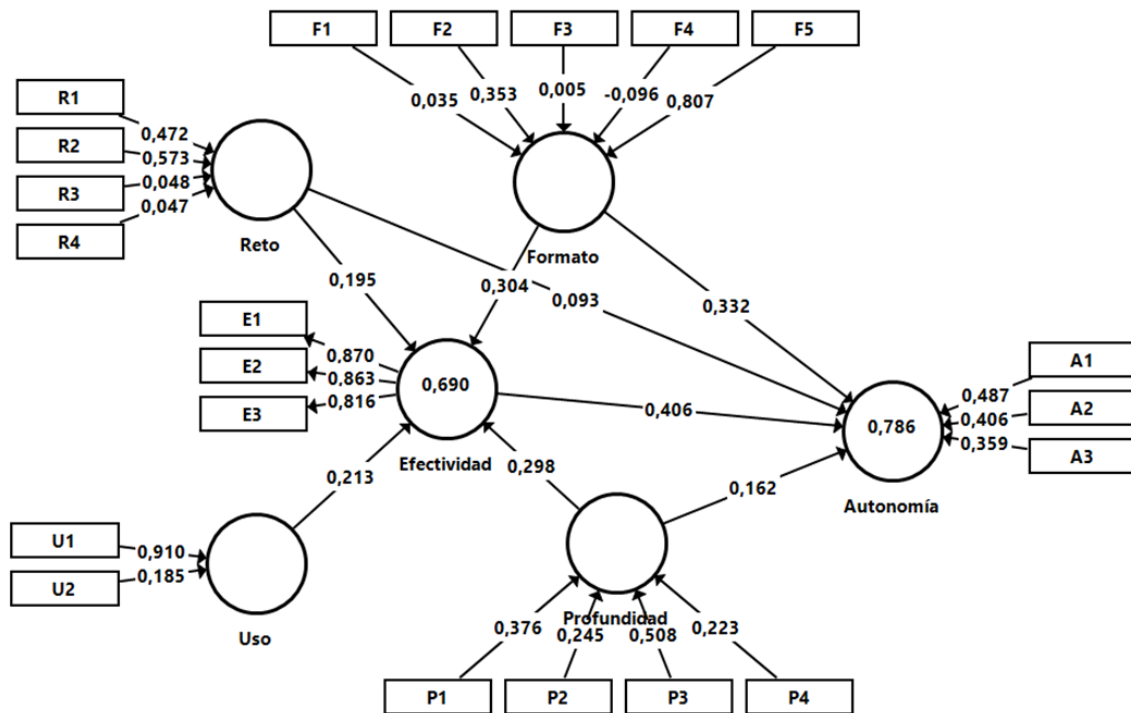 F1 F2 F3 F4 F5
0,035 0,353 0,005 -0,096 0,807
R1
R2
R3
R4
0,472
0,573
0,048
0,047
Reto
Formato
0,195
0,304
0,093
0,332
E1
E2
E3
0,870
0,863
0,816
0,690
Efectividad
0,406
0,786
Autonomía
0,487
0,406
0,359
A1
A2
A3
0,213
0,298
0,162
U1
U2
0,910
0,185
Uso
Profundidad
0,376 0,245 0,508 0,223
P1 P2 P3 P4